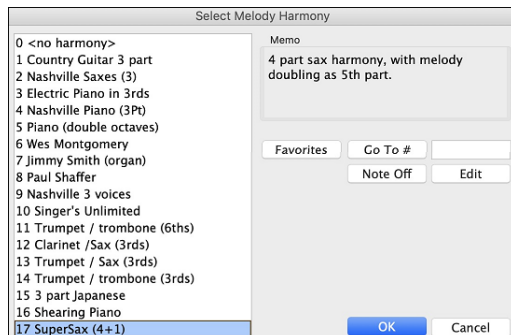 Select Melody Harmony
0 <no harmony>
1 Country Guitar 3 part
2 Nashville Saxes (3)
3 Electric Piano in 3rds
4 Nashville Piano (3Pt)
5 Piano (double octaves)
6 Wes Montgomery
7 Jimmy Smith (organ)
8 Paul Shaffer
9 Nashville 3 voices
10 Singer's Unlimited
11 Trumpet / trombone (6ths)
12 Clarinet /Sax (3rds)
13 Trumpet / Sax (3rds)
14 Trumpet / trombone (3rds)
15 3 part Japanese
16 Shearing Piano
17 SuperSax (4+1)
Memo
4 part sax harmony, with melody
doubling as 5th part.
Favorites
Go To #
Note Off
Edit
OK
Cancel